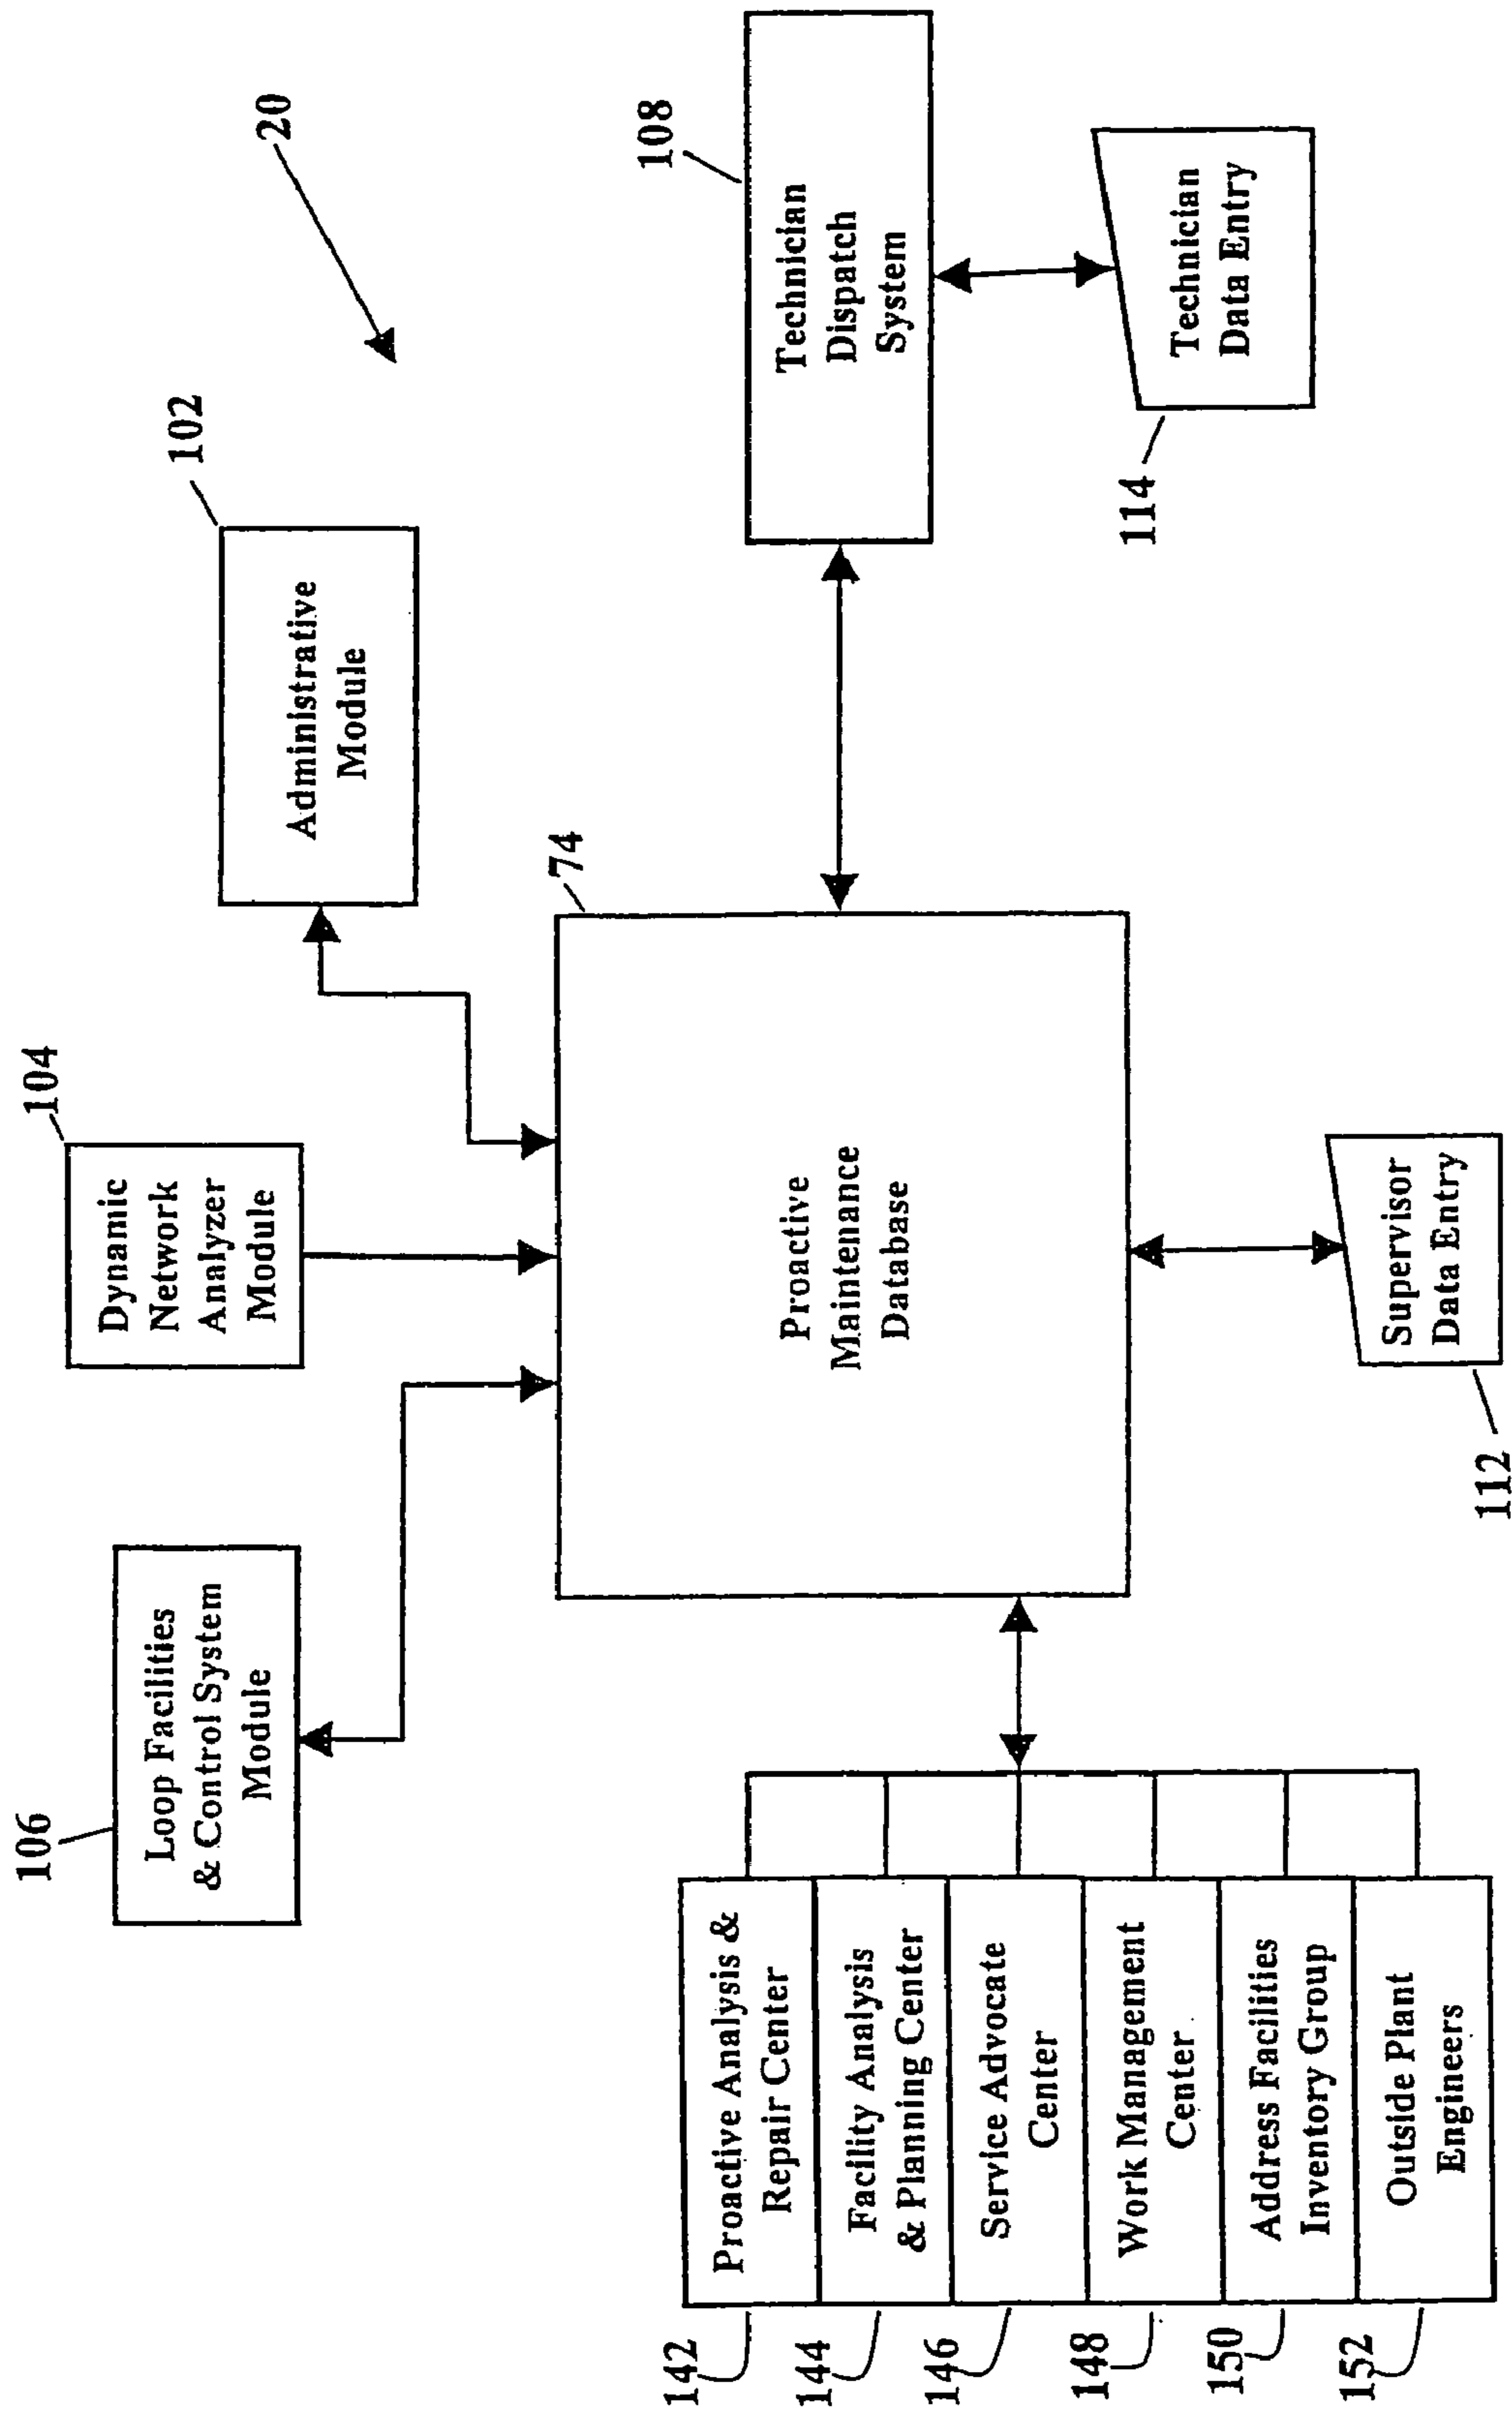 20
106
Loop Facilities
& Control System
Module
104
Dynamic
Network
Analyzer
Module
102
Administrative
Module
74
Proactive
Maintenance
Database
108
Technician
Dispatch
System
114
Technician
Data Entry
112
Supervisor
Data Entry
142
Proactive Analysis &
Repair Center
144
Facility Analysis
& Planning Center
146
Service Advocate
Center
148
Work Management
Center
150
Address Facilities
Inventory Group
152
Outside Plant
Engineers